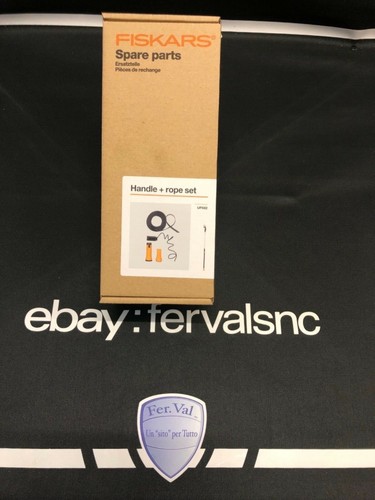 FISKARS®
Spare parts
Ersatzteile
Pièces de rechange
Handle + rope set
ebay:fervalsnc
Fer.Val.
Un "sito" per Tutto